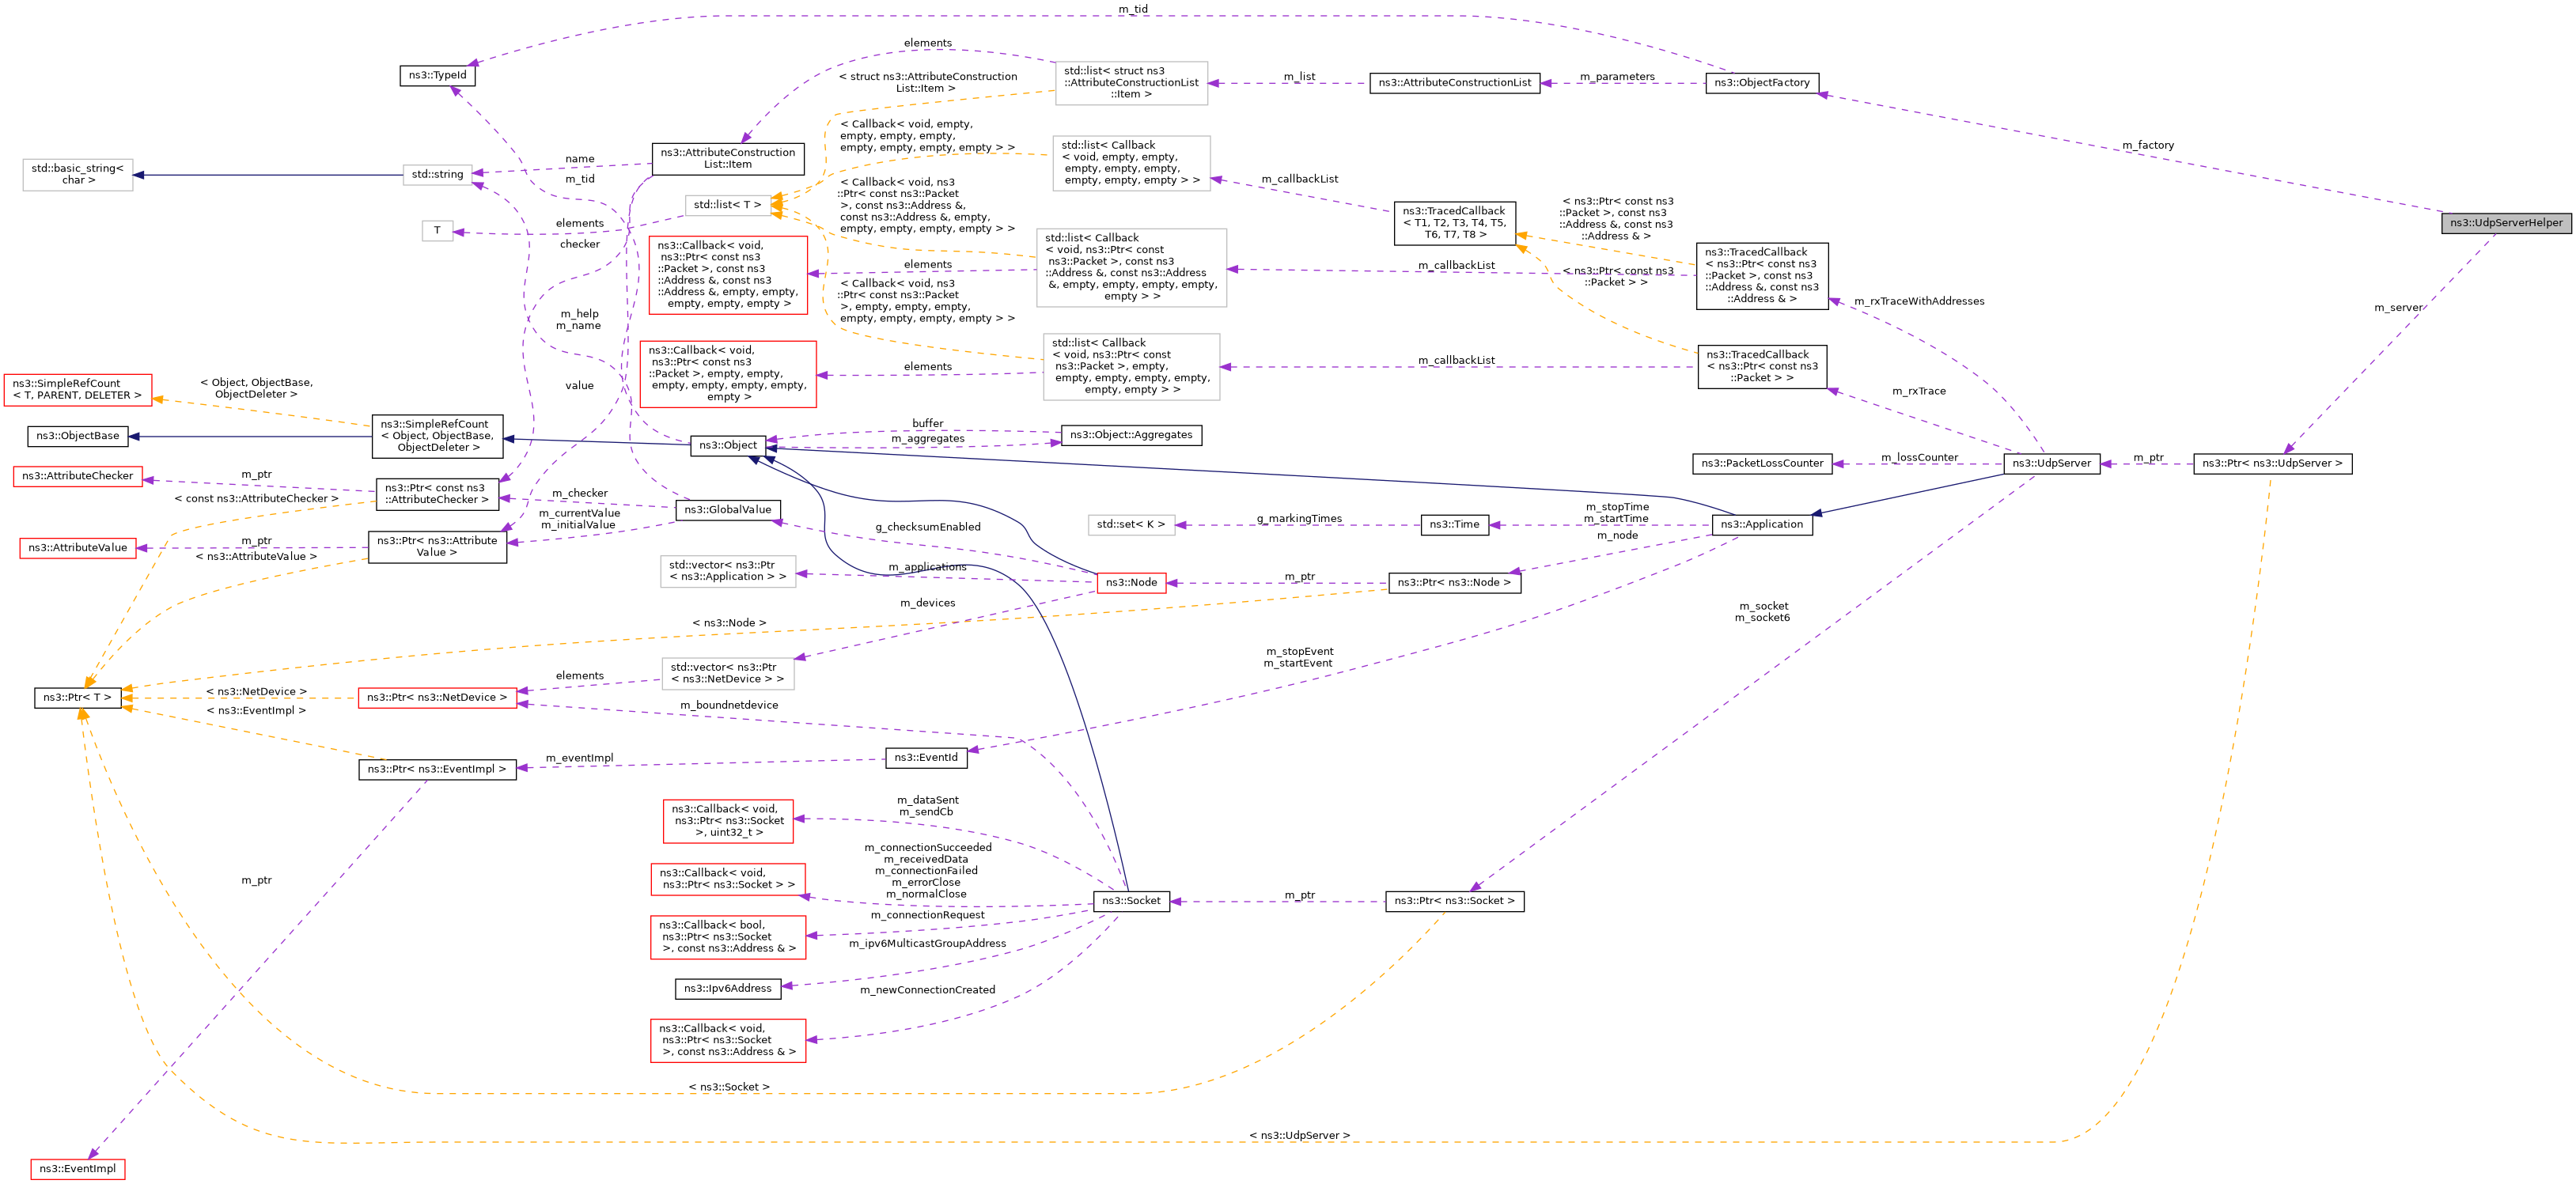 m_tid
elements
ns3::TypeId
< struct ns3::AttributeConstruction
List::Item >
std::list< struct ns3
::AttributeConstructionList
::Item >
m_list
ns3::AttributeConstructionList
m_parameters
ns3::ObjectFactory
m_factory
ns3::UdpServerHelper
< Callback< void, empty,
empty, empty, empty,
empty, empty, empty, empty > >
std::list< Callback
< void, empty, empty,
empty, empty, empty,
empty, empty, empty > >
m_callbackList
ns3::AttributeConstruction
List::Item
name
m_tid
std::basic_string<
char >
std::string
std::list< T >
T
elements
checker
< Callback< void, ns3
::Ptr< const ns3::Packet
>, const ns3::Address &,
const ns3::Address &, empty,
empty, empty, empty, empty > >
ns3::TracedCallback
< T1, T2, T3, T4, T5,
T6, T7, T8 >
< ns3::Ptr< const ns3
::Packet >, const ns3
::Address &, const ns3
::Address & >
ns3::Callback< void,
ns3::Ptr< const ns3
::Packet >, const ns3
::Address &, const ns3
::Address &, empty, empty,
empty, empty, empty >
elements
std::list< Callback
< void, ns3::Ptr< const
ns3::Packet >, const ns3
::Address &, const ns3::Address
&, empty, empty, empty, empty,
empty > >
m_callbackList
< ns3::Ptr< const ns3
::Packet > >
ns3::TracedCallback
< ns3::Ptr< const ns3
::Packet >, const ns3
::Address &, const ns3
::Address & >
m_rxTraceWithAddresses
m_server
< Callback< void, ns3
::Ptr< const ns3::Packet
>, empty, empty, empty,
empty, empty, empty, empty > >
m_help
m_name
value
ns3::Callback< void,
ns3::Ptr< const ns3
::Packet >, empty, empty,
empty, empty, empty, empty,
empty >
elements
std::list< Callback
< void, ns3::Ptr< const
ns3::Packet >, empty,
empty, empty, empty, empty,
empty, empty > >
m_callbackList
ns3::TracedCallback
< ns3::Ptr< const ns3
::Packet > >
m_rxTrace
ns3::SimpleRefCount
< T, PARENT, DELETER >
< Object, ObjectBase,
ObjectDeleter >
ns3::ObjectBase
ns3::SimpleRefCount
< Object, ObjectBase,
ObjectDeleter >
ns3::Object
buffer
m_aggregates
ns3::Object::Aggregates
ns3::PacketLossCounter
m_lossCounter
ns3::UdpServer
m_ptr
ns3::Ptr< ns3::UdpServer >
ns3::AttributeChecker
m_ptr
< const ns3::AttributeChecker >
ns3::Ptr< const ns3
::AttributeChecker >
m_checker
ns3::GlobalValue
m_currentValue
m_initialValue
g_checksumEnabled
std::set< K >
g_markingTimes
ns3::Time
m_stopTime
m_startTime
ns3::Application
m_node
ns3::AttributeValue
m_ptr
< ns3::AttributeValue >
ns3::Ptr< ns3::Attribute
Value >
std::vector< ns3::Ptr
< ns3::Application > >
m_applications
ns3::Node
m_ptr
ns3::Ptr< ns3::Node >
m_devices
< ns3::Node >
m_socket
m_socket6
m_stopEvent
m_startEvent
std::vector< ns3::Ptr
< ns3::NetDevice > >
elements
ns3::Ptr< T >
< ns3::NetDevice >
ns3::Ptr< ns3::NetDevice >
< ns3::EventImpl >
m_boundnetdevice
ns3::Ptr< ns3::EventImpl >
m_eventImpl
ns3::EventId
ns3::Callback< void,
ns3::Ptr< ns3::Socket
>, uint32_t >
m_dataSent
m_sendCb
m_ptr
ns3::Callback< void,
ns3::Ptr< ns3::Socket > >
m_connectionSucceeded
m_receivedData
m_connectionFailed
m_errorClose
m_normalClose
ns3::Socket
m_ptr
ns3::Ptr< ns3::Socket >
ns3::Callback< bool,
ns3::Ptr< ns3::Socket
>, const ns3::Address & >
m_connectionRequest
m_ipv6MulticastGroupAddress
ns3::Ipv6Address
m_newConnectionCreated
ns3::Callback< void,
ns3::Ptr< ns3::Socket
>, const ns3::Address & >
< ns3::Socket >
< ns3::UdpServer >
ns3::EventImpl